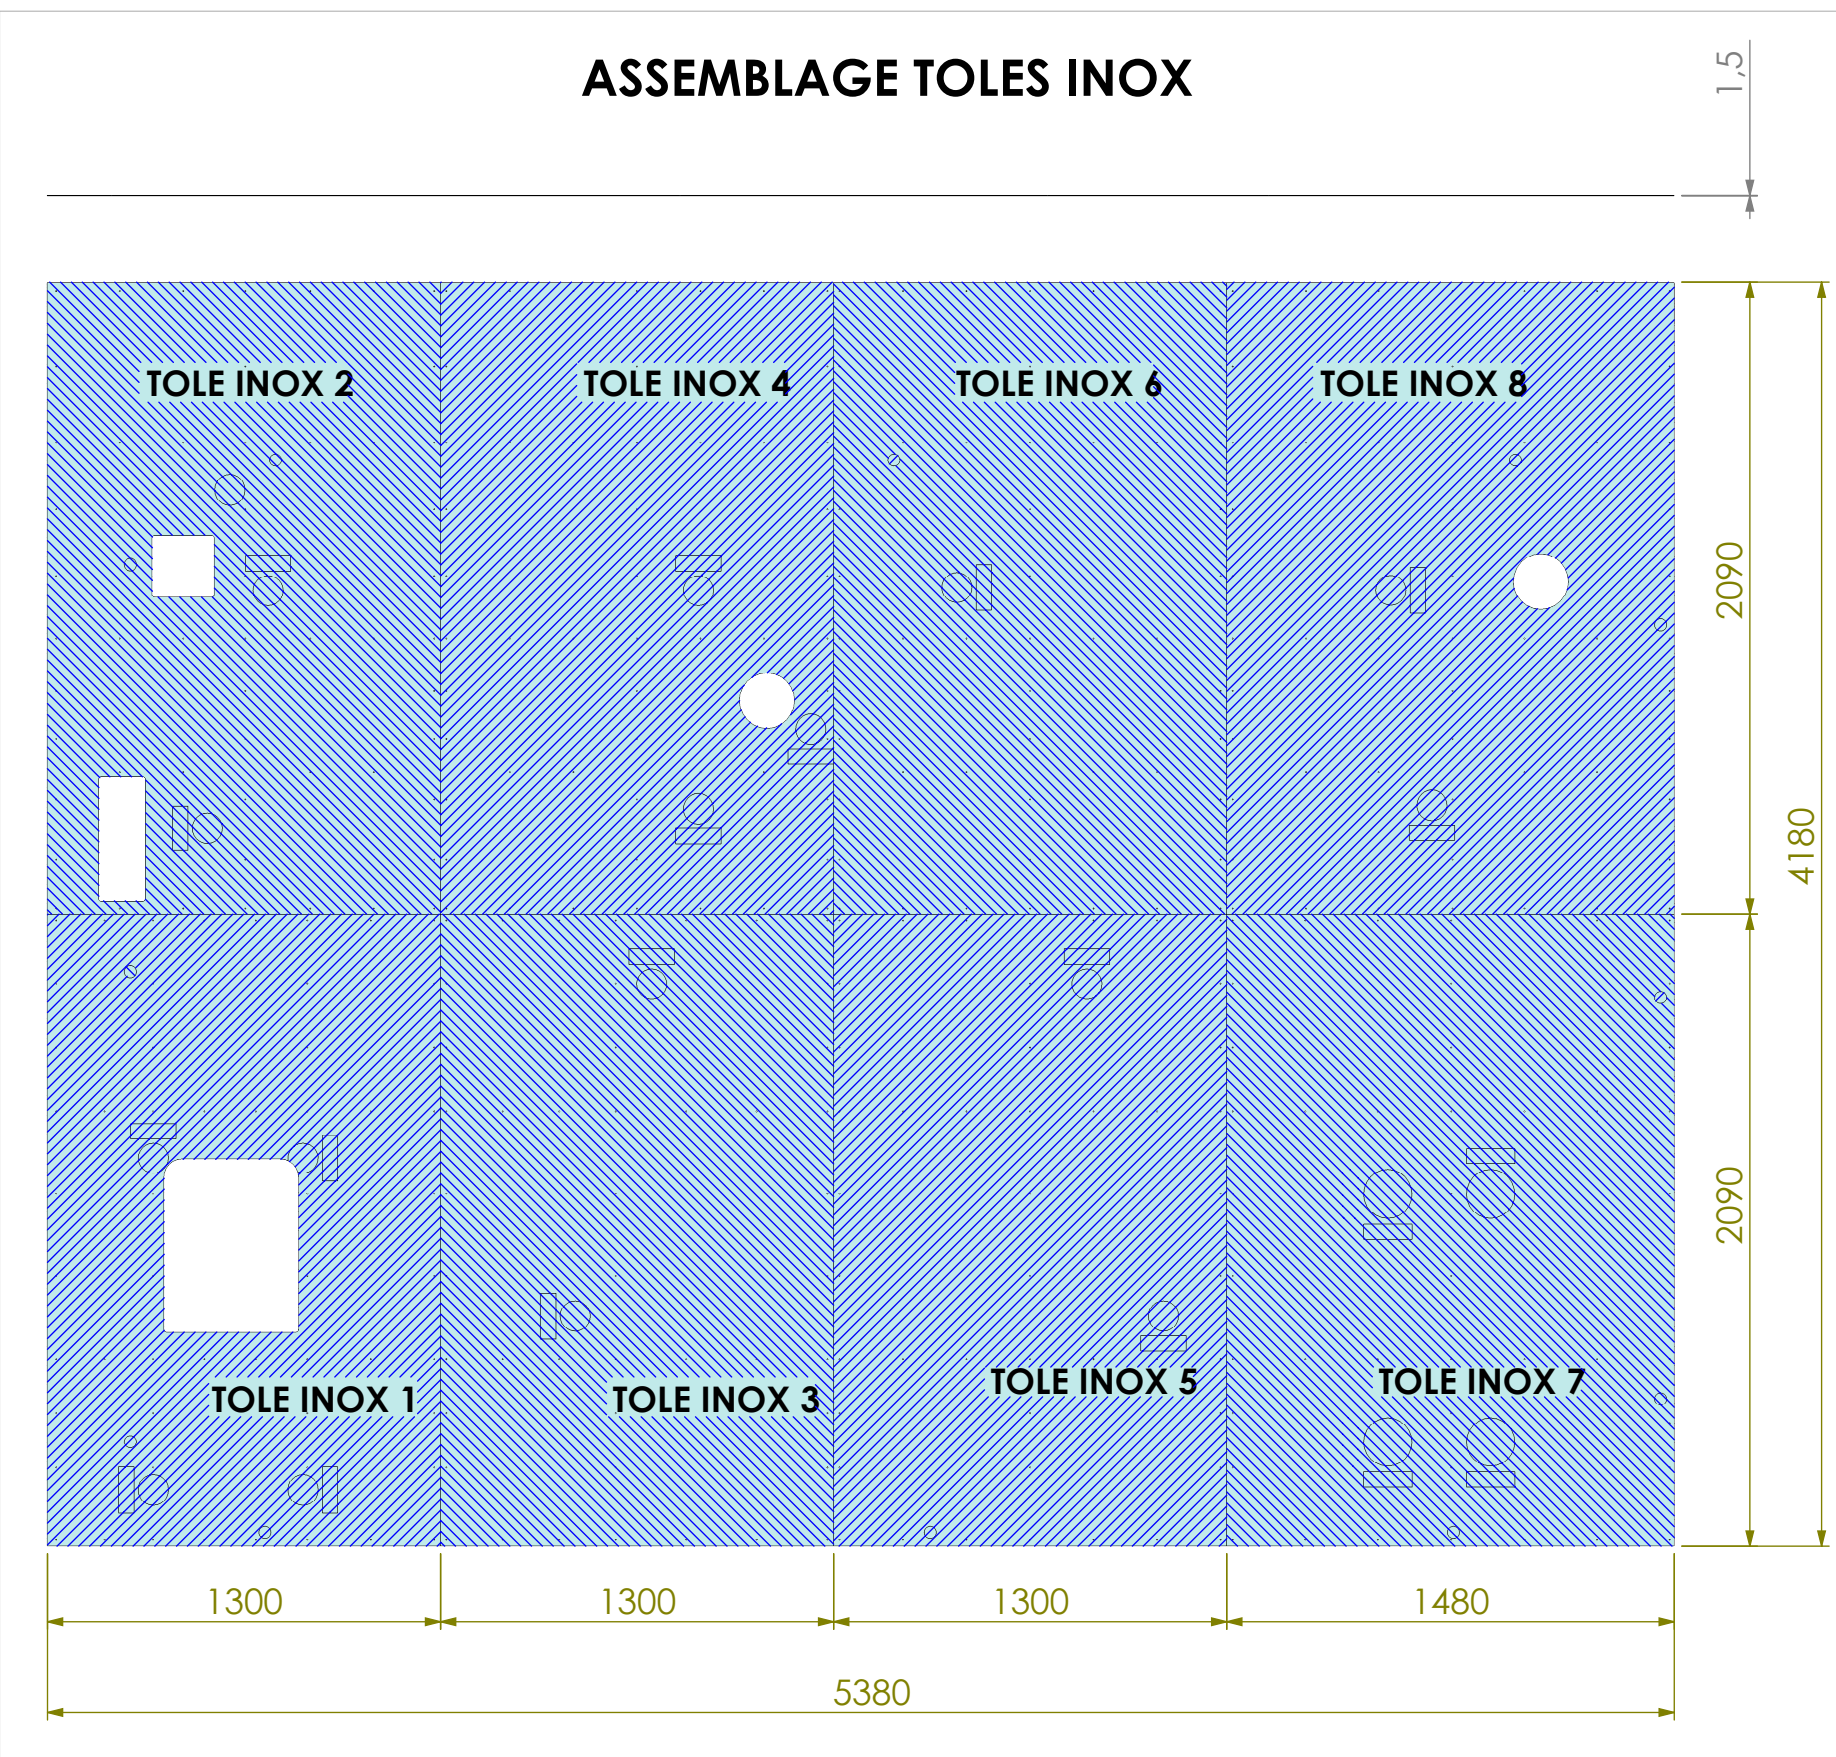 ASSEMBLAGE TOLES INOX
1,5
TOLE INOX 2
TOLE INOX 4
TOLE INOX 6
TOLE INOX 8
2090
4180
2090
TOLE INOX 1
TOLE INOX 3
TOLE INOX 5
TOLE INOX 7
1300
1300
1300
1480
5380